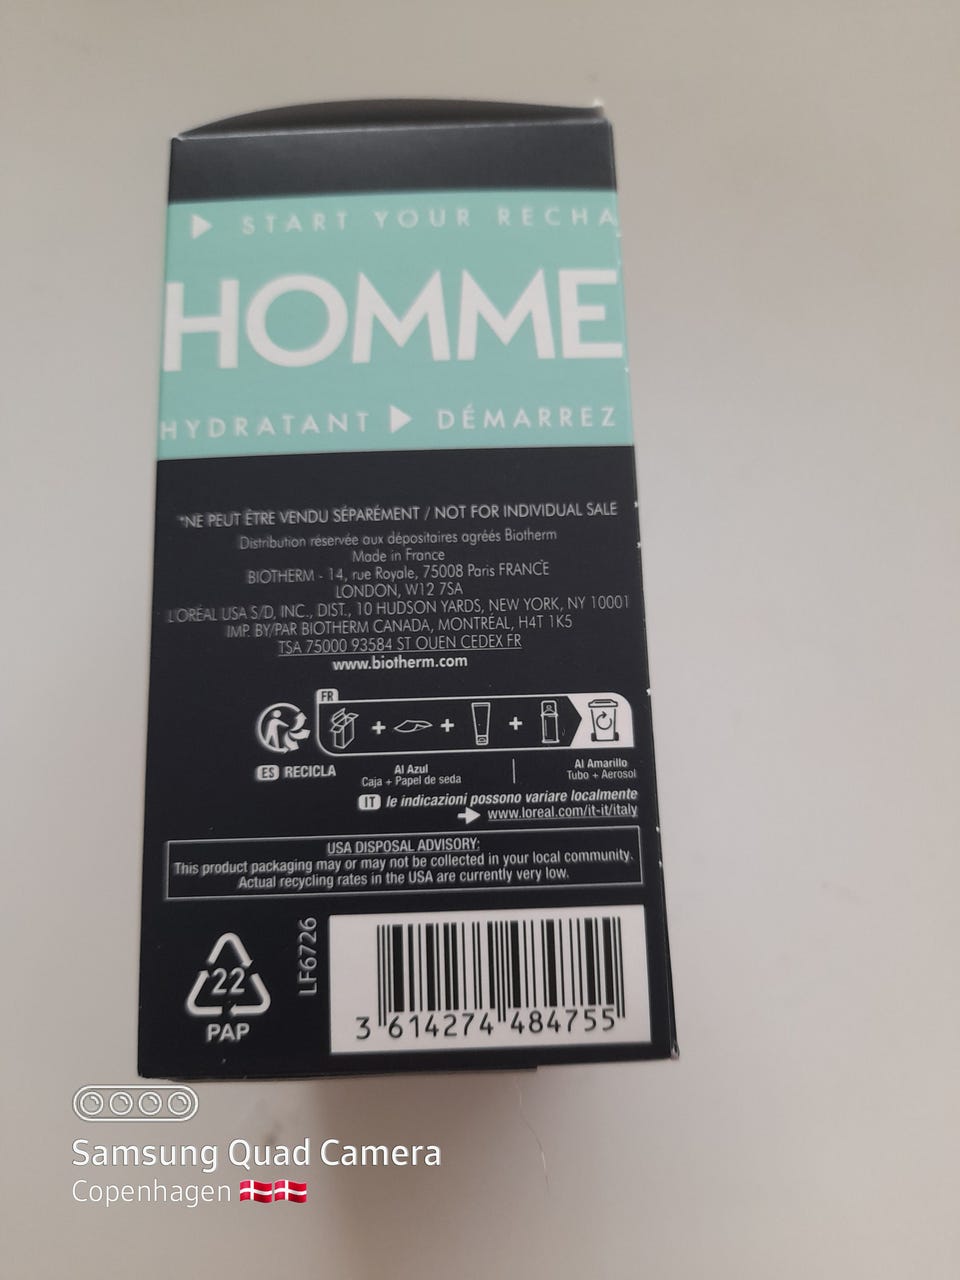 START YOUR RECHA
HOMME
HYDRATANT ▶ DÉMARREZ
*NE PEUT ÊTRE VENDU SÉPARÉMENT / NOT FOR INDIVIDUAL SALE
Distribution réservée aux dépositaires agréés Biotherm
Made in France
BIOTHERM - 14, rue Royale, 75008 Paris FRANCE
LONDON, W12 7SA
L'ORÉAL USA S/D, INC., DIST., 10 HUDSON YARDS, NEW YORK, NY 10001
IMP. BY/PAR BIOTHERM CANADA, MONTRÉAL, H4T 1K5
TSA 75000 93584 ST OUEN CEDEX FR
www.biotherm.com
FR
ES RECICLA
Al Azul
Caja + Papel de seda
Al Amarillo
Tubo + Aerosol
IT le indicazioni possono variare localmente
www.loreal.com/it-it/italy
USA DISPOSAL ADVISORY:
This product packaging may or may not be collected in your local community.
Actual recycling rates in the USA are currently very low.
22
PAP
LF6726
3 614274 484755
Samsung Quad Camera
Copenhagen 🇩🇰🇩🇰